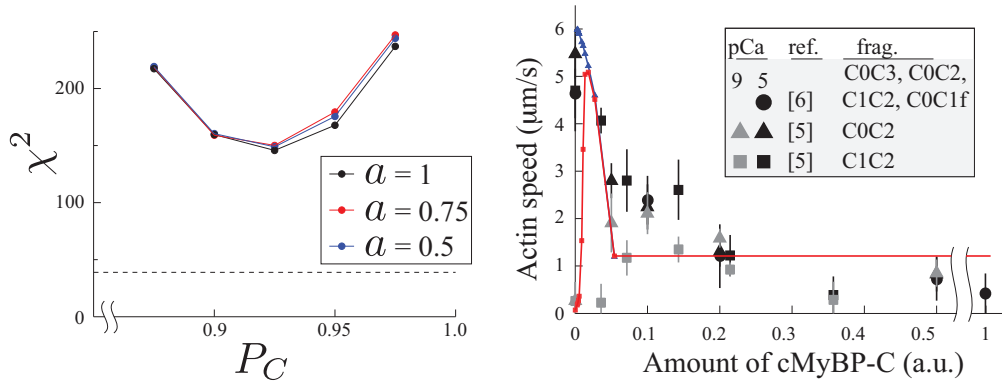 200
150
100
0
χ²
0.9
0.95
1.0
P_C
a = 1
a = 0.75
a = 0.5
6
5
4
3
2
1
0
Actin speed (μm/s)
0
0.1
0.2
0.3
0.4
0.5
1
Amount of cMyBP-C (a.u.)
pCa ref. frag.
9 5 C0C3, C0C2,
[6] C1C2, C0C1f
[5] C0C2
[5] C1C2